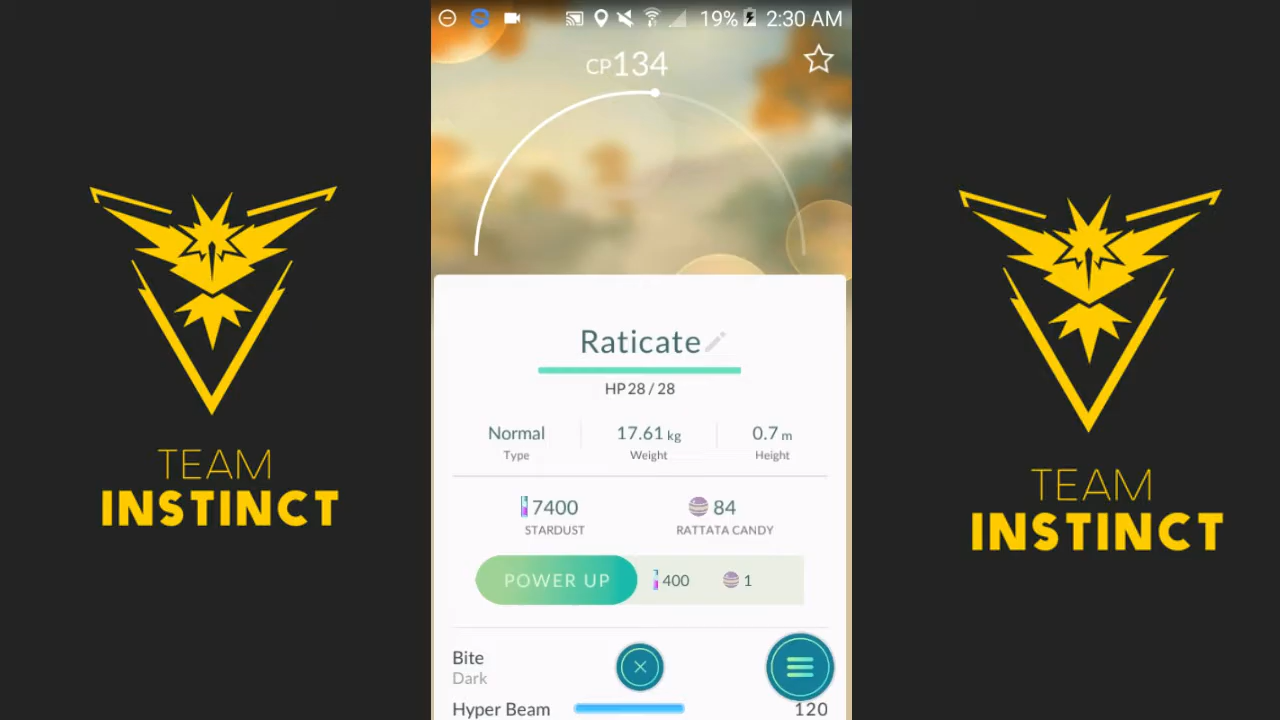 19% 2:30 AM
CP134
Raticate
HP 28 / 28
Normal 17.61 kg 0.7 m
Type Weight Height
7400 84
STARDUST RATTATA CANDY
POWER UP 400 1
Bite
Dark
Hyper Beam 120
TEAM
INSTINCT
TEAM
INSTINCT